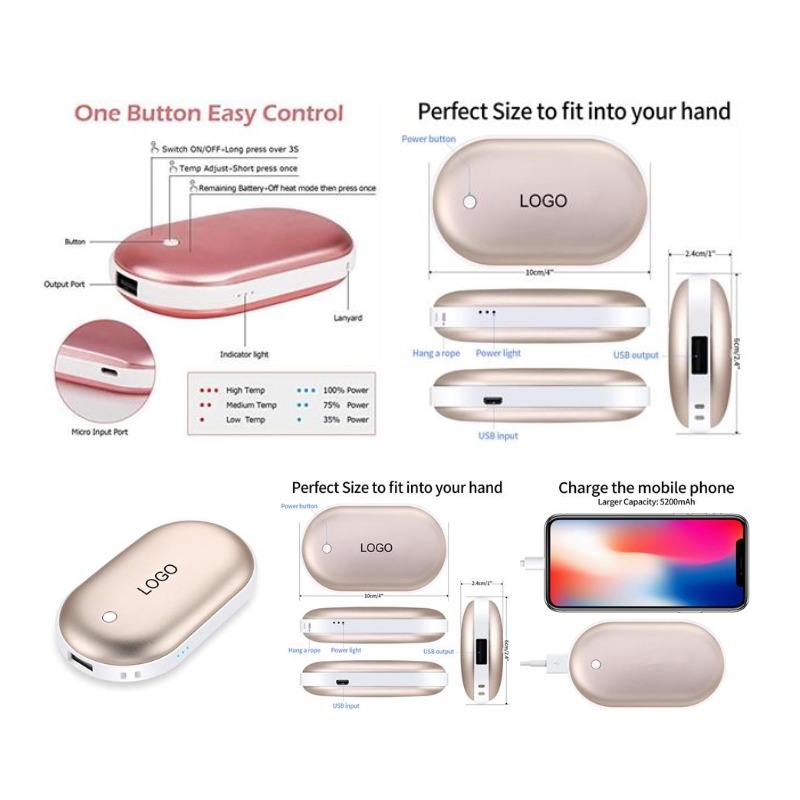 One Button Easy Control
Switch ON/OFF-Long press over 3S
Temp Adjust-Short press once
Remaining Battery-Off heat mode then press once
Button
Output Port
Lanyard
Indicator light
Micro Input Port
High Temp 100% Power
Medium Temp 75% Power
Low Temp 35% Power
Perfect Size to fit into your hand
Power button
LOGO
10cm/4"
2.4cm/1"
Hang a rope
Power light
USB output
6cm/2.4"
USB input
LOGO
Perfect Size to fit into your hand
Power button
LOGO
10cm/4"
2.4cm/1"
Hang a rope
Power light
USB output
6cm/2.4"
USB input
Charge the mobile phone
Larger Capacity: 5200mAh